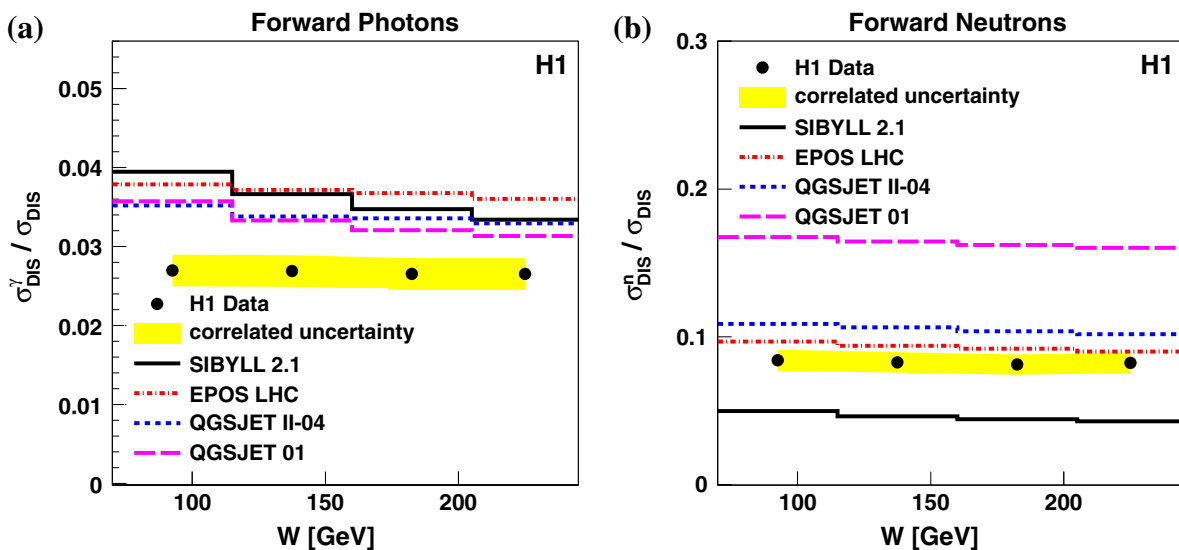 (a)
Forward Photons
H1
0.05
0.04
0.03
0.02
0.01
0
σ^γ_DIS / σ_DIS
H1 Data
correlated uncertainty
SIBYLL 2.1
EPOS LHC
QGSJET II-04
QGSJET 01
100
150
200
W [GeV]
(b)
Forward Neutrons
H1
0.3
0.2
0.1
0
σ^n_DIS / σ_DIS
H1 Data
correlated uncertainty
SIBYLL 2.1
EPOS LHC
QGSJET II-04
QGSJET 01
100
150
200
W [GeV]